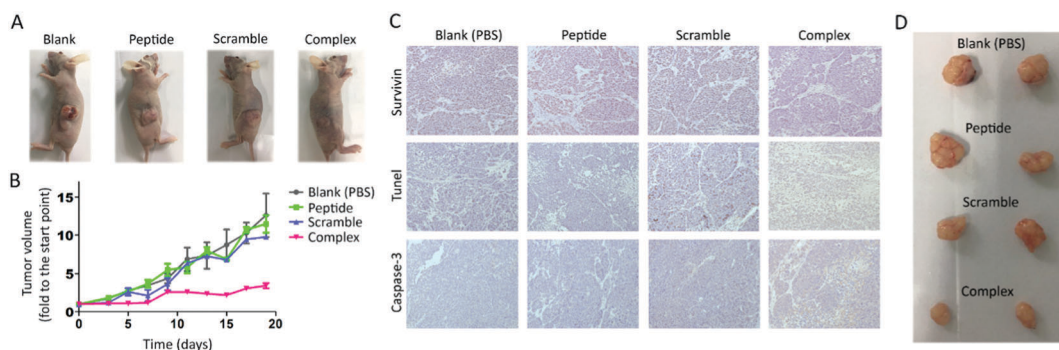 A
Blank
Peptide
Scramble
Complex
B
Tumor volume
(fold to the start point)
15
10
5
0
0
5
10
15
20
Time (days)
Blank (PBS)
Peptide
Scramble
Complex
C
Blank (PBS)
Peptide
Scramble
Complex
Survivin
Tunel
Caspase-3
D
Blank (PBS)
Peptide
Scramble
Complex